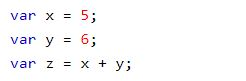 var x = 5;
var y = 6;
var z = x + y;